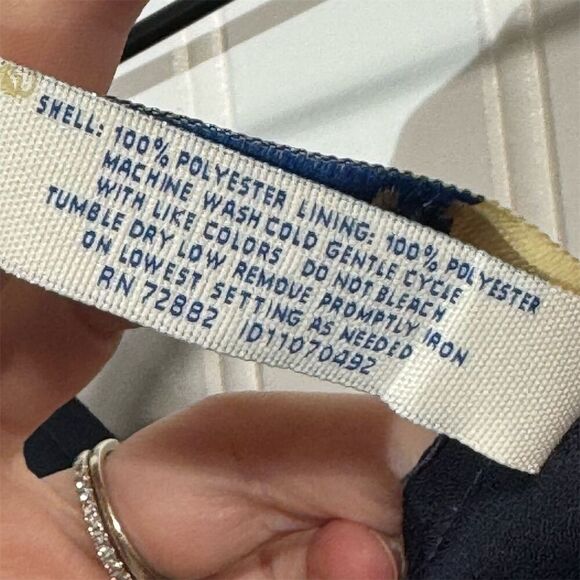 SHELL: 100% POLYESTER LINING: 100% POLYESTER
MACHINE WASH COLD GENTLE CYCLE
WITH LIKE COLORS DO NOT BLEACH
TUMBLE DRY LOW REMOVE PROMPTLY IRON
ON LOWEST SETTING AS NEEDED
RN 72882 ID11070492